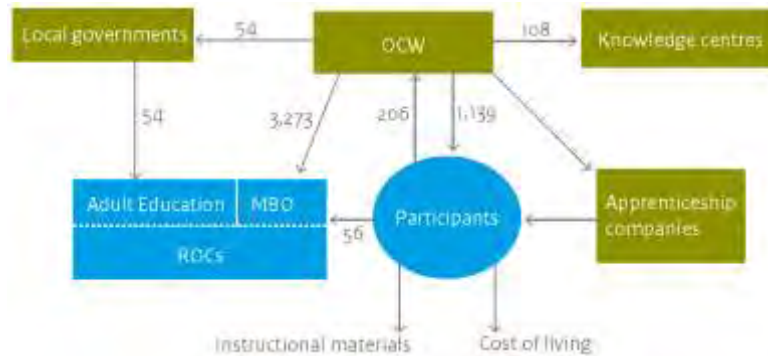 Local governments
54
OCW
108
Knowledge centres
54
3,273
206
1,139
Adult Education
MBO
ROCs
56
Participants
Apprenticeship
companies
Instructional materials
Cost of living